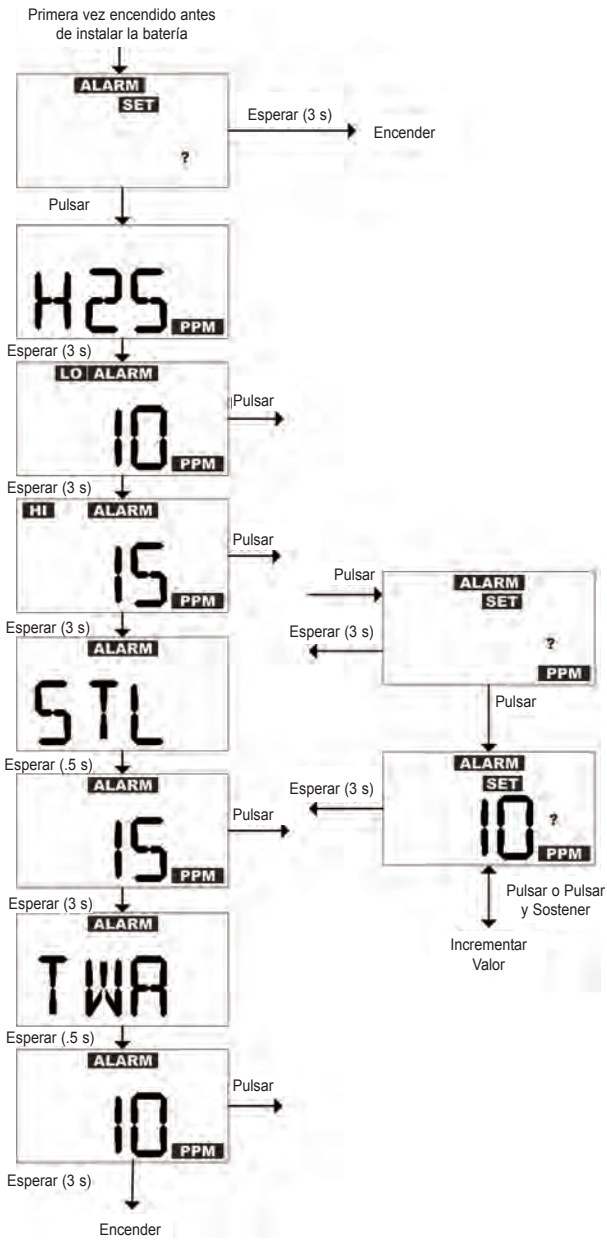 Primera vez encendido antes
de instalar la batería
ALARM
SET
?
Esperar (3 s)
Encender
Pulsar
H2S
PPM
Esperar (3 s)
LO ALARM
10
PPM
Pulsar
Esperar (3 s)
HI ALARM
15
PPM
Pulsar
Esperar (3 s)
ALARM
STL
Esperar (.5 s)
ALARM
15
PPM
Pulsar
Esperar (3 s)
ALARM
TWA
Esperar (.5 s)
ALARM
10
PPM
Pulsar
Esperar (3 s)
Encender
Pulsar
ALARM
SET
?
PPM
Esperar (3 s)
Pulsar
ALARM
SET
10 ?
PPM
Esperar (3 s)
Pulsar o Pulsar
y Sostener
Incrementar
Valor